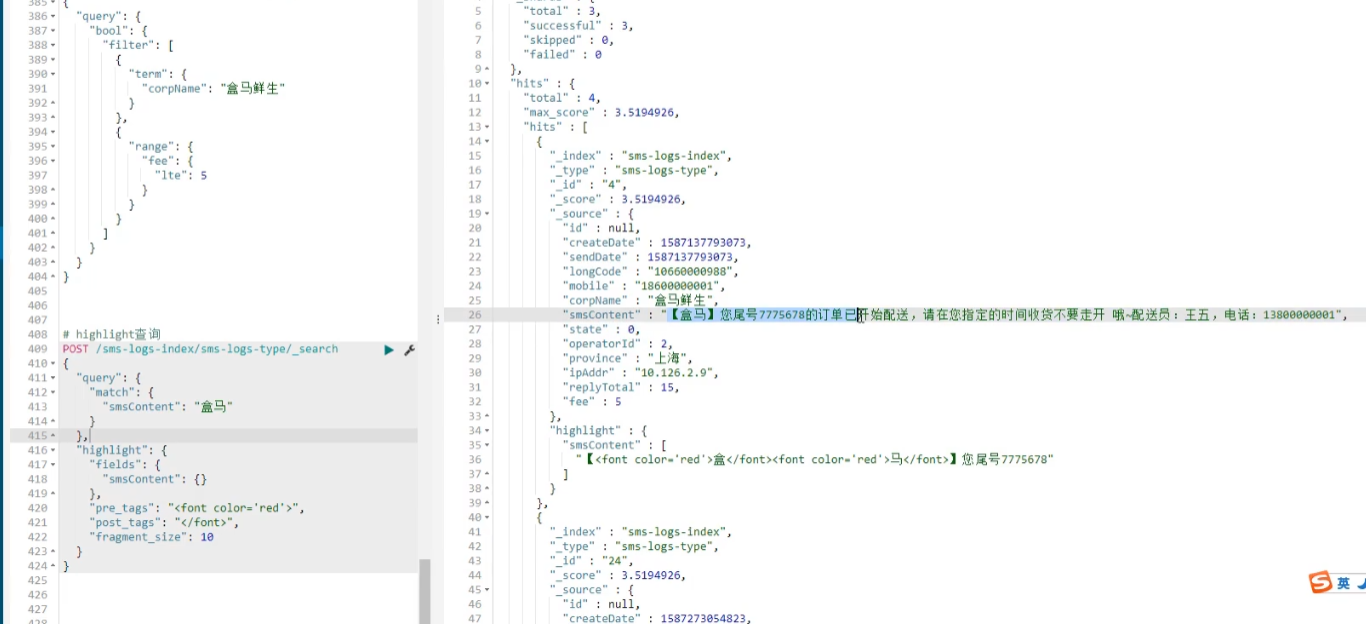 385 {
386 "query": {
387 "bool": {
388 "filter": [
389 {
390 "term": {
391 "corpName": "盒马鲜生"
392 }
393 },
394 {
395 "range": {
396 "fee": {
397 "lte": 5
398 }
399 }
400 }
401 ]
402 }
403 }
404 }
405
406
407
408 # highlight查询
409 POST /sms-logs-index/sms-logs-type/_search
410 {
411 "query": {
412 "match": {
413 "smsContent": "盒马"
414 }
415 },
416 "highlight": {
417 "fields": {
418 "smsContent": {}
419 },
420 "pre_tags": "<font color='red'>",
421 "post_tags": "</font>",
422 "fragment_size": 10
423 }
424 }
425
426
427
428
5 "total" : 3,
6 "successful" : 3,
7 "skipped" : 0,
8 "failed" : 0
9 },
10 "hits" : {
11 "total" : 4,
12 "max_score" : 3.5194926,
13 "hits" : [
14 {
15 "_index" : "sms-logs-index",
16 "_type" : "sms-logs-type",
17 "_id" : "4",
18 "_score" : 3.5194926,
19 "_source" : {
20 "id" : null,
21 "createDate" : 1587137793073,
22 "sendDate" : 1587137793073,
23 "longCode" : "10660000988",
24 "mobile" : "18600000001",
25 "corpName" : "盒马鲜生",
26 "smsContent" : "【盒马】您尾号7775678的订单已开始配送，请在您指定的时间收货不要走开 哦~配送员：王五，电话：13800000001",
27 "state" : 0,
28 "operatorId" : 2,
29 "province" : "上海",
30 "ipAddr" : "10.126.2.9",
31 "replyTotal" : 15,
32 "fee" : 5
33 },
34 "highlight" : {
35 "smsContent" : [
36 "【<font color='red'>盒</font><font color='red'>马</font>】您尾号7775678"
37 ]
38 }
39 },
40 {
41 "_index" : "sms-logs-index",
42 "_type" : "sms-logs-type",
43 "_id" : "24",
44 "_score" : 3.5194926,
45 "_source" : {
46 "id" : null,
47 "createDate" : 1587273054823,
英